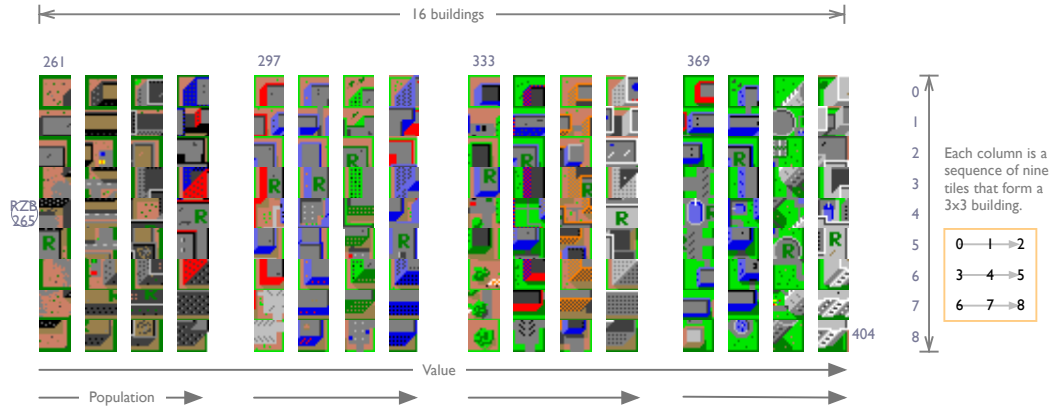 16 buildings
261
297
333
369
0
1
2
3
4
5
6
7
8
RZB
265
Each column is a
sequence of nine
tiles that form a
3x3 building.
0 1 2
3 4 5
6 7 8
404
Value
Population